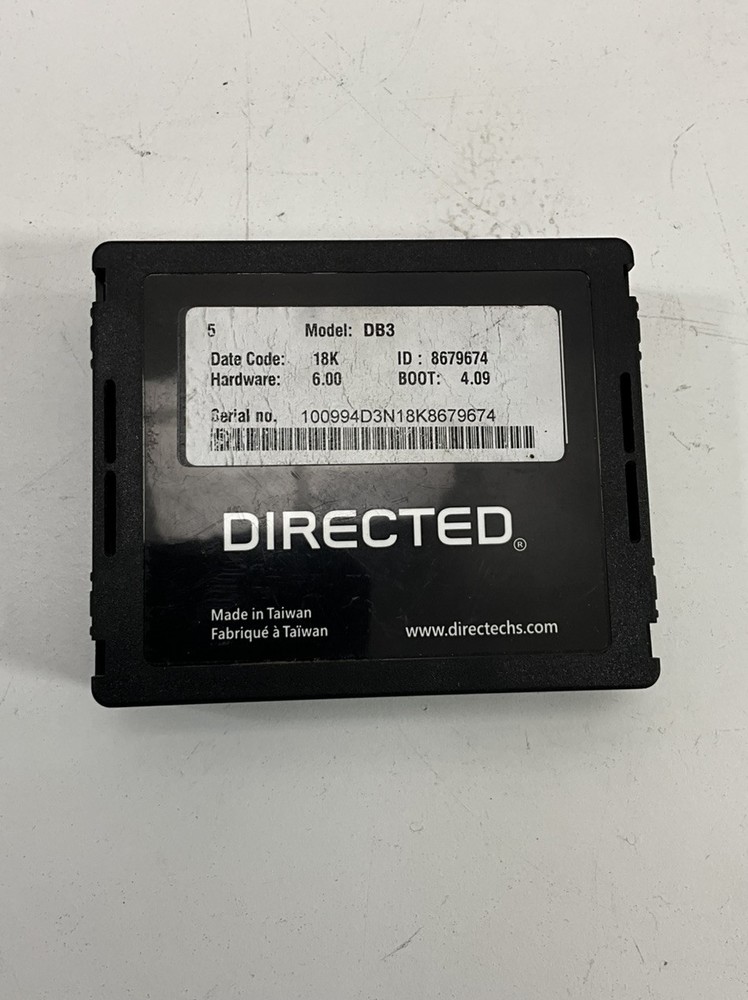 5 Model: DB3
Date Code: 18K ID : 8679674
Hardware: 6.00 BOOT: 4.09
Serial no. 100994D3N18K8679674
DIRECTED®
Made in Taiwan
Fabriqué à Taïwan
www.directechs.com